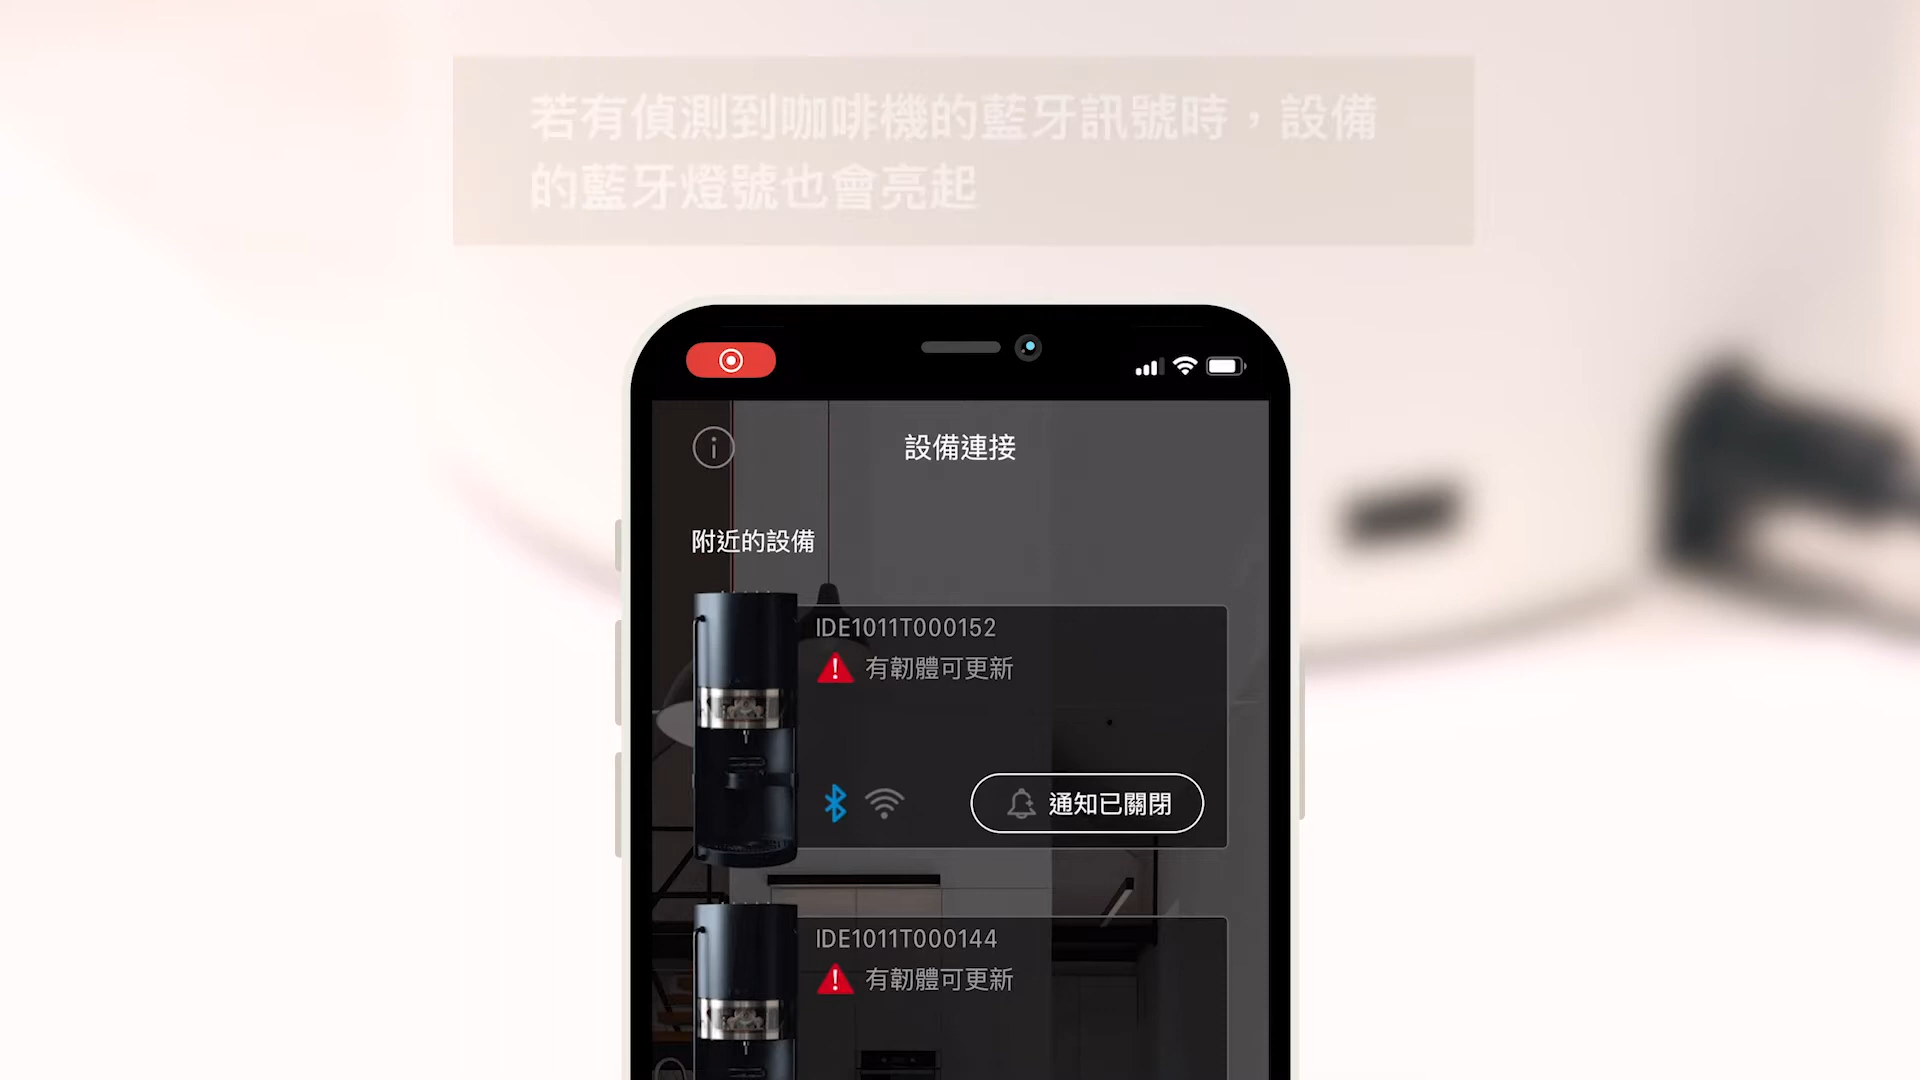 若有偵測到咖啡機的藍牙訊號時，設備
的藍牙燈號也會亮起
設備連接
附近的設備
IDE1011T000152
有韌體可更新
通知已關閉
IDE1011T000144
有韌體可更新